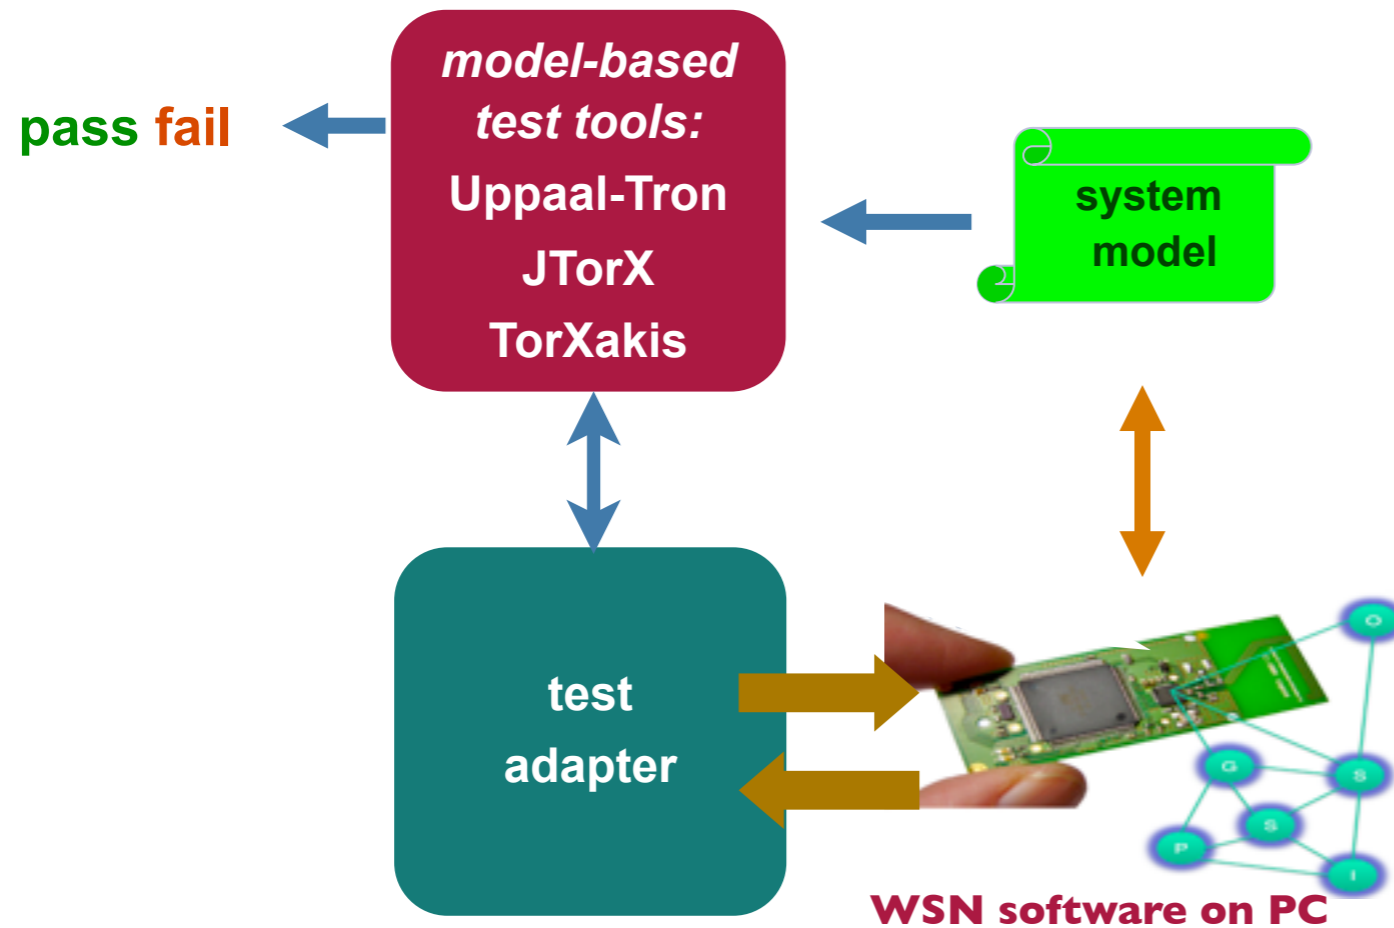 model-based
test tools:
Uppaal-Tron
JTorX
TorXakis
pass fail
system
model
test
adapter
O
G
S
S
P
I
WSN software on PC